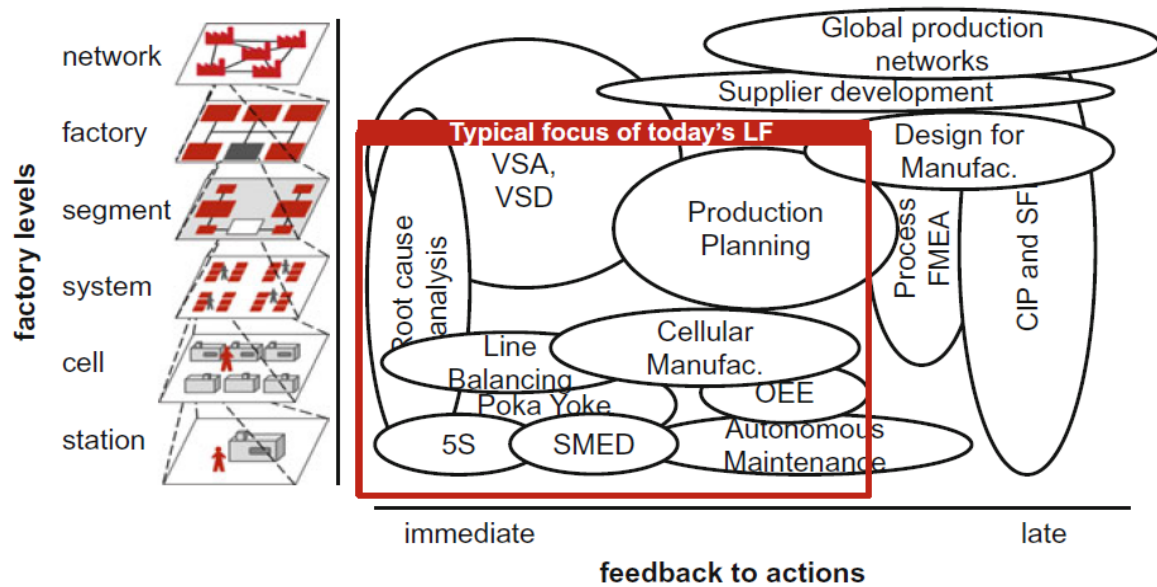 factory levels
network
factory
segment
system
cell
station
Global production
networks
Supplier development
Typical focus of today's LF
Design for
Manufac.
VSA,
VSD
Production
Planning
Root cause
analysis
Process
FMEA
CIP and SF
Line
Balancing
Cellular
Manufac.
Poka Yoke
OEE
5S
SMED
Autonomous
Maintenance
immediate
late
feedback to actions